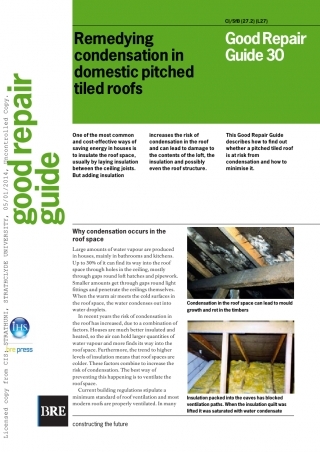 CI/SfB (27.2) (L27)
Remedying
condensation in
domestic pitched
tiled roofs
Good Repair
Guide 30
good repair
guide
One of the most common
and cost-effective ways of
saving energy in houses is
to insulate the roof space,
usually by laying insulation
between the ceiling joists.
But adding insulation
increases the risk of
condensation in the roof
and can lead to damage to
the contents of the loft, the
insulation and possibly
even the roof structure.
This Good Repair Guide
describes how to find out
whether a pitched tiled roof
is at risk from
condensation and how to
minimise it.
Why condensation occurs in the
roof space
Large amounts of water vapour are produced
in houses, mainly in bathrooms and kitchens.
Up to 30% of it can find its way into the roof
space through holes in the ceiling, mostly
through gaps round loft hatches and pipework.
Smaller amounts get through gaps round light
fittings and penetrate the ceilings themselves.
When the warm air meets the cold surfaces in
the roof space, the water condenses out into
water droplets.
In recent years the risk of condensation in
the roof has increased, due to a combination of
factors. Houses are much better insulated and
heated, so the air can hold larger quantities of
water vapour and more finds its way into the
roof space. Furthermore, the trend to higher
levels of insulation means that roof spaces are
colder. These factors combine to increase the
risk of condensation. The best way of
preventing this happening is to ventilate the
roof space.
Current building regulations stipulate a
minimum standard of roof ventilation and most
modern roofs are properly ventilated. In many
Condensation in the roof space can lead to mould
growth and rot in the timbers
Insulation packed into the eaves has blocked
ventilation paths. When the insulation quilt was
lifted it was saturated with water condensate
IHS
press
BRE
constructing the future
Licensed copy from CIS: STRATHUNI, STRATHCLYDE UNIVERSITY, 05/01/2014, Uncontrolled Copy.